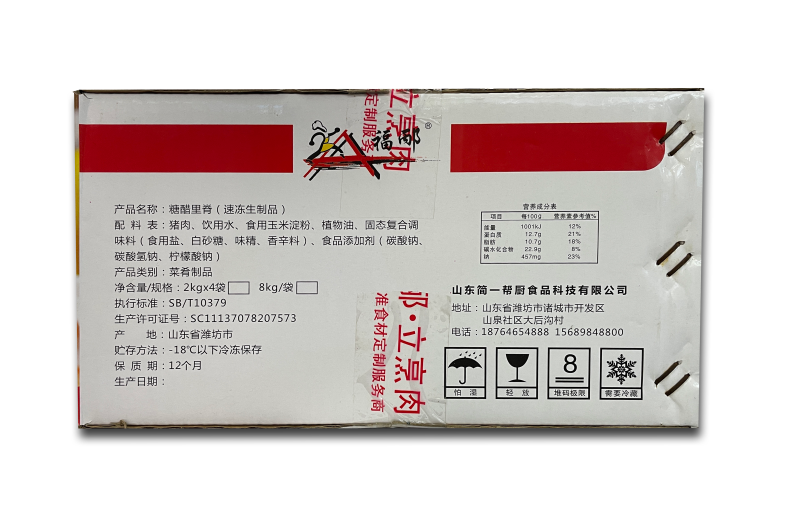 立烹肉
定制服务
福邸®
产品名称：糖醋里脊（速冻生制品）
配 料 表：猪肉、饮用水、食用玉米淀粉、植物油、固态复合调
味料（食用盐、白砂糖、味精、香辛料）、食品添加剂（碳酸钠、
碳酸氢钠、柠檬酸钠）
产品类别：菜肴制品
净含量/规格：2kgx4袋 8kg/袋
执行标准：SB/T10379
生产许可证号：SC11137078207573
产 地：山东省潍坊市
贮存方法：-18℃以下冷冻保存
保 质 期：12个月
生产日期：
营养成分表
项目 每100g 营养素参考值%
能量 1001kJ 12%
蛋白质 12.7g 21%
脂肪 10.7g 18%
碳水化合物 22.9g 8%
钠 457mg 23%
山东简一帮厨食品科技有限公司
地址：山东省潍坊市诸城市开发区
山泉社区大后沟村
电话：18764654888 15689848800
·立烹肉
准食材定制服务商
怕 湿
轻 放
8
堆码极限
需要冷藏